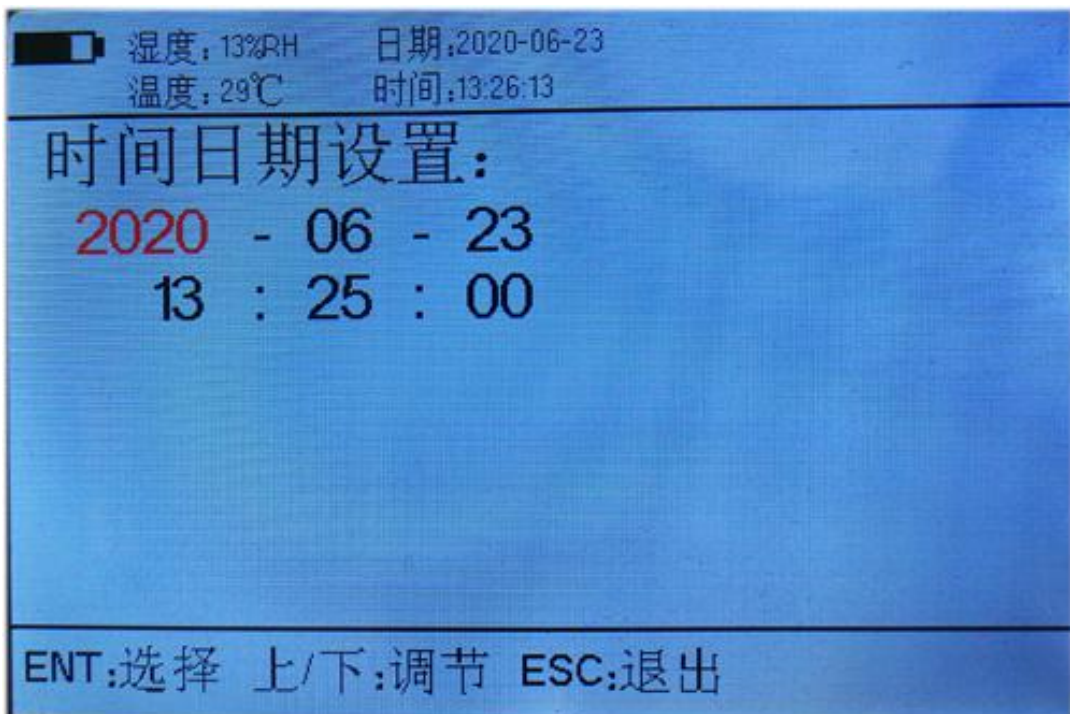 湿度:13%RH 日期:2020-06-23
温度:29℃ 时间:13:26:13
时间日期设置:
2020 - 06 - 23
13 : 25 : 00
ENT:选择 上/下:调节 ESC:退出